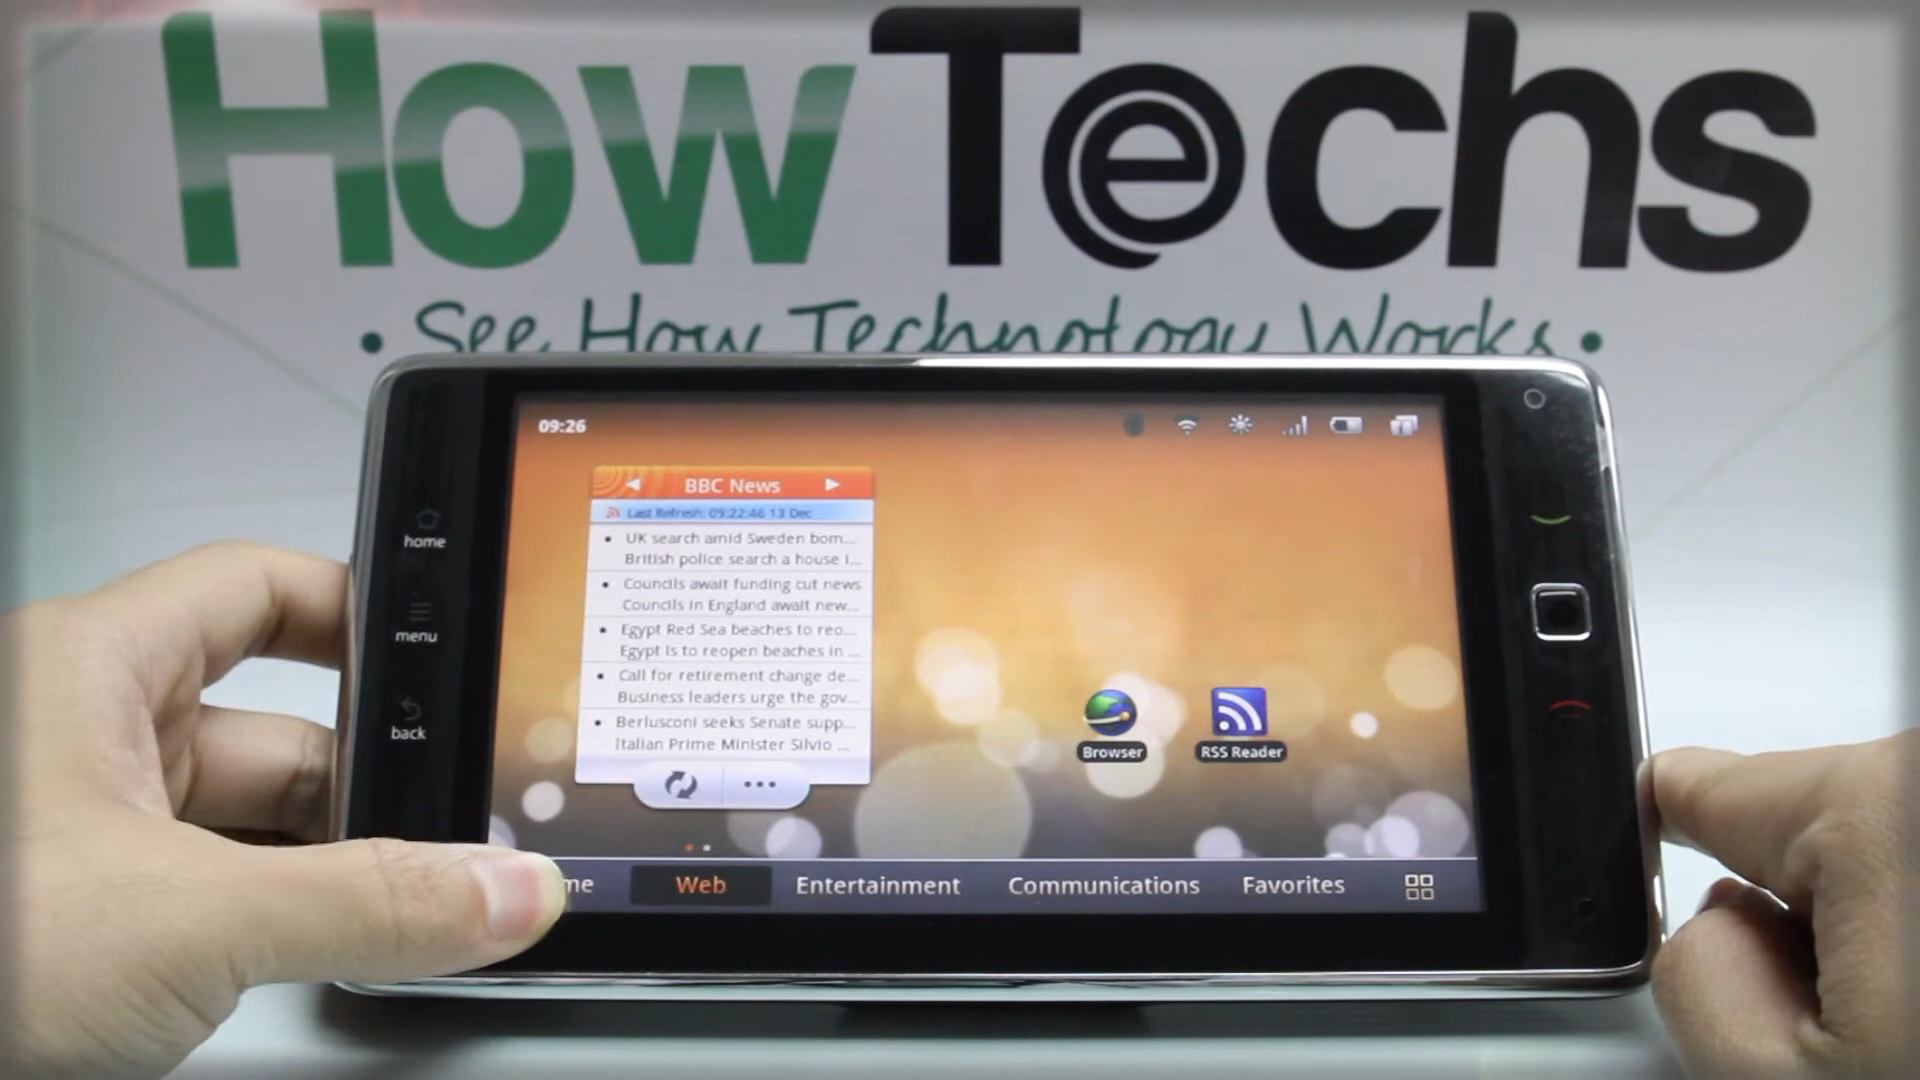 HowTechs
• See How Technology Works •
09:26
BBC News
Last Refresh: 09:22:46 13 Dec
• UK search amid Sweden bom...
British police search a house i...
• Councils await funding cut news
Councils in England await new...
• Egypt Red Sea beaches to reo...
Egypt is to reopen beaches in ...
• Call for retirement change de...
Business leaders urge the gov...
• Berlusconi seeks Senate supp...
Italian Prime Minister Silvio ...
home
menu
back
Browser
RSS Reader
me
Web
Entertainment
Communications
Favorites